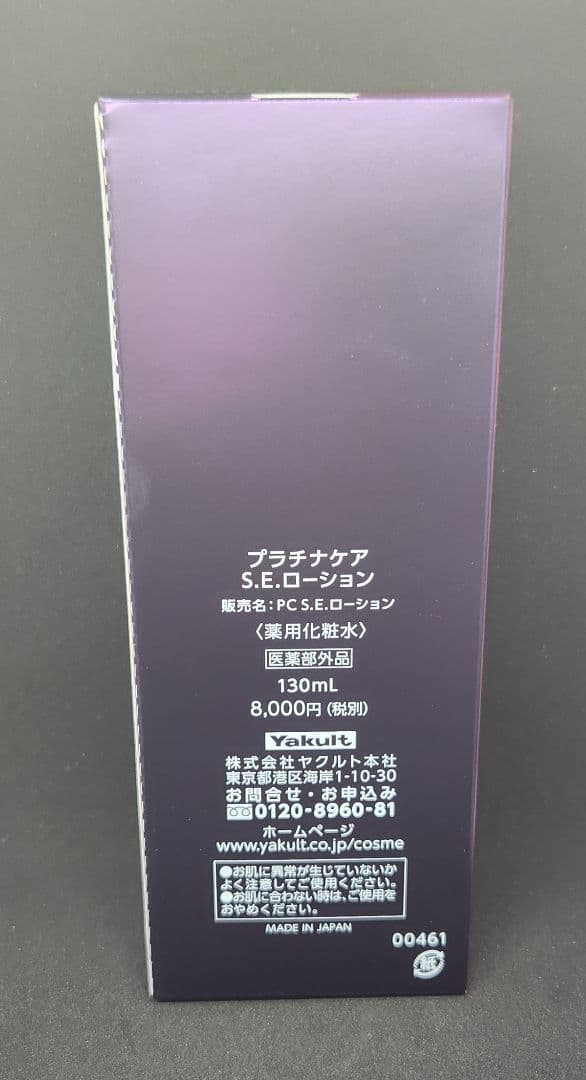 プラチナケア
S.E.ローション
販売名：PC S.E.ローション
〈薬用化粧水〉
医薬部外品
130mL
8,000円（税別）
Yakult
株式会社ヤクルト本社
東京都港区海岸1-10-30
お問合せ・お申込み
0120-8960-81
ホームページ
www.yakult.co.jp/cosme
●お肌に異常が生じていないか
よく注意してご使用ください。
●お肌に合わない時は、ご使用を
おやめください。
MADE IN JAPAN
00461
紙